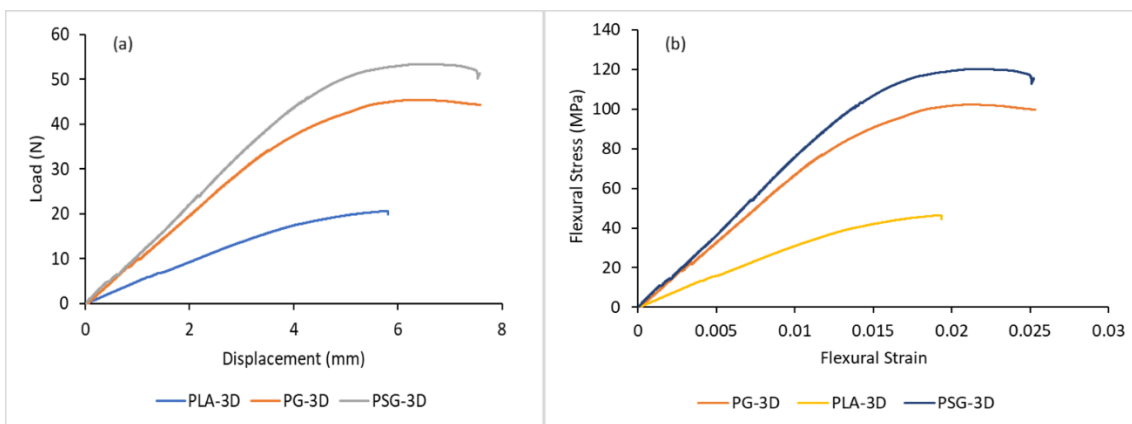 (a)
60
50
40
30
20
10
0
Load (N)
0 2 4 6 8
Displacement (mm)
PLA-3D PG-3D PSG-3D
(b)
140
120
100
80
60
40
20
0
Flexural Stress (MPa)
0 0.005 0.01 0.015 0.02 0.025 0.03
Flexural Strain
PG-3D PLA-3D PSG-3D